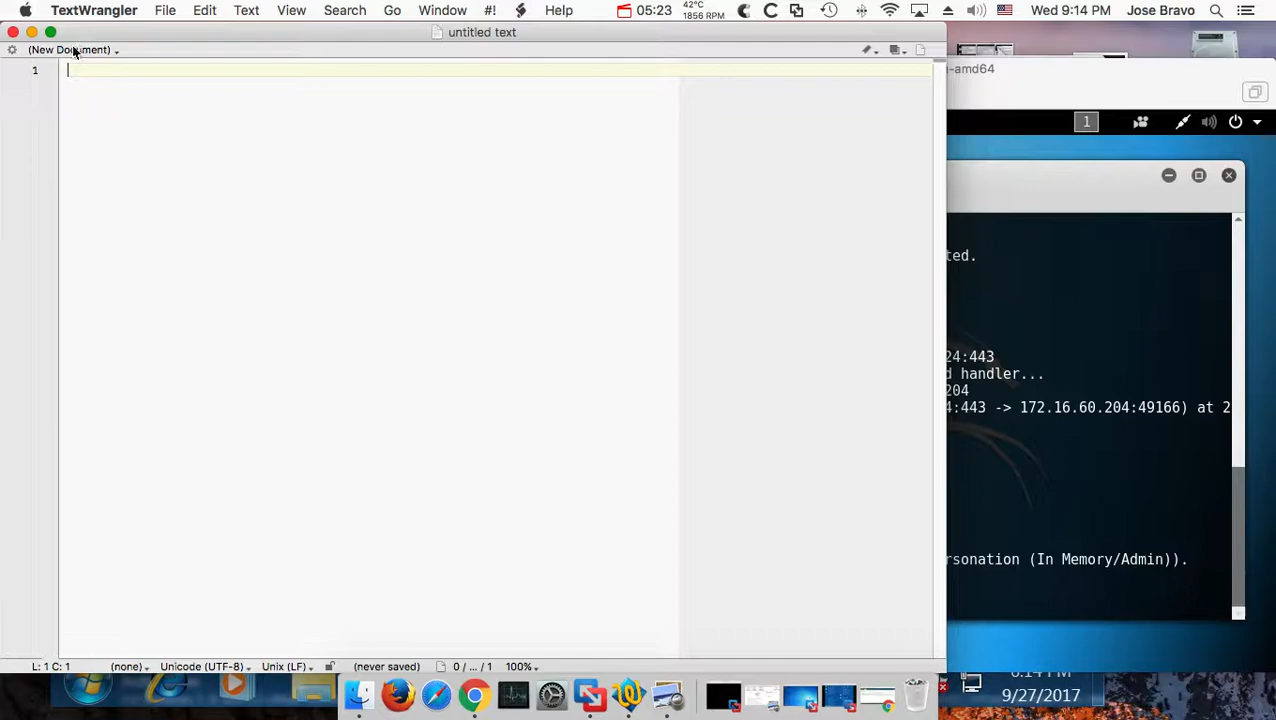 TextWrangler File Edit Text View Search Go Window #! Help 05:23 42°C 1856 RPM Wed 9:14 PM Jose Bravo
untitled text
(New Document)
-amd64
1
1
ted.
24:443
d handler...
204
4:443 -> 172.16.60.204:49166) at 2
rsonation (In Memory/Admin)).
L: 1 C: 1 (none) Unicode (UTF-8) Unix (LF) (never saved) 0 / ... / 1 100%
9/27/2017